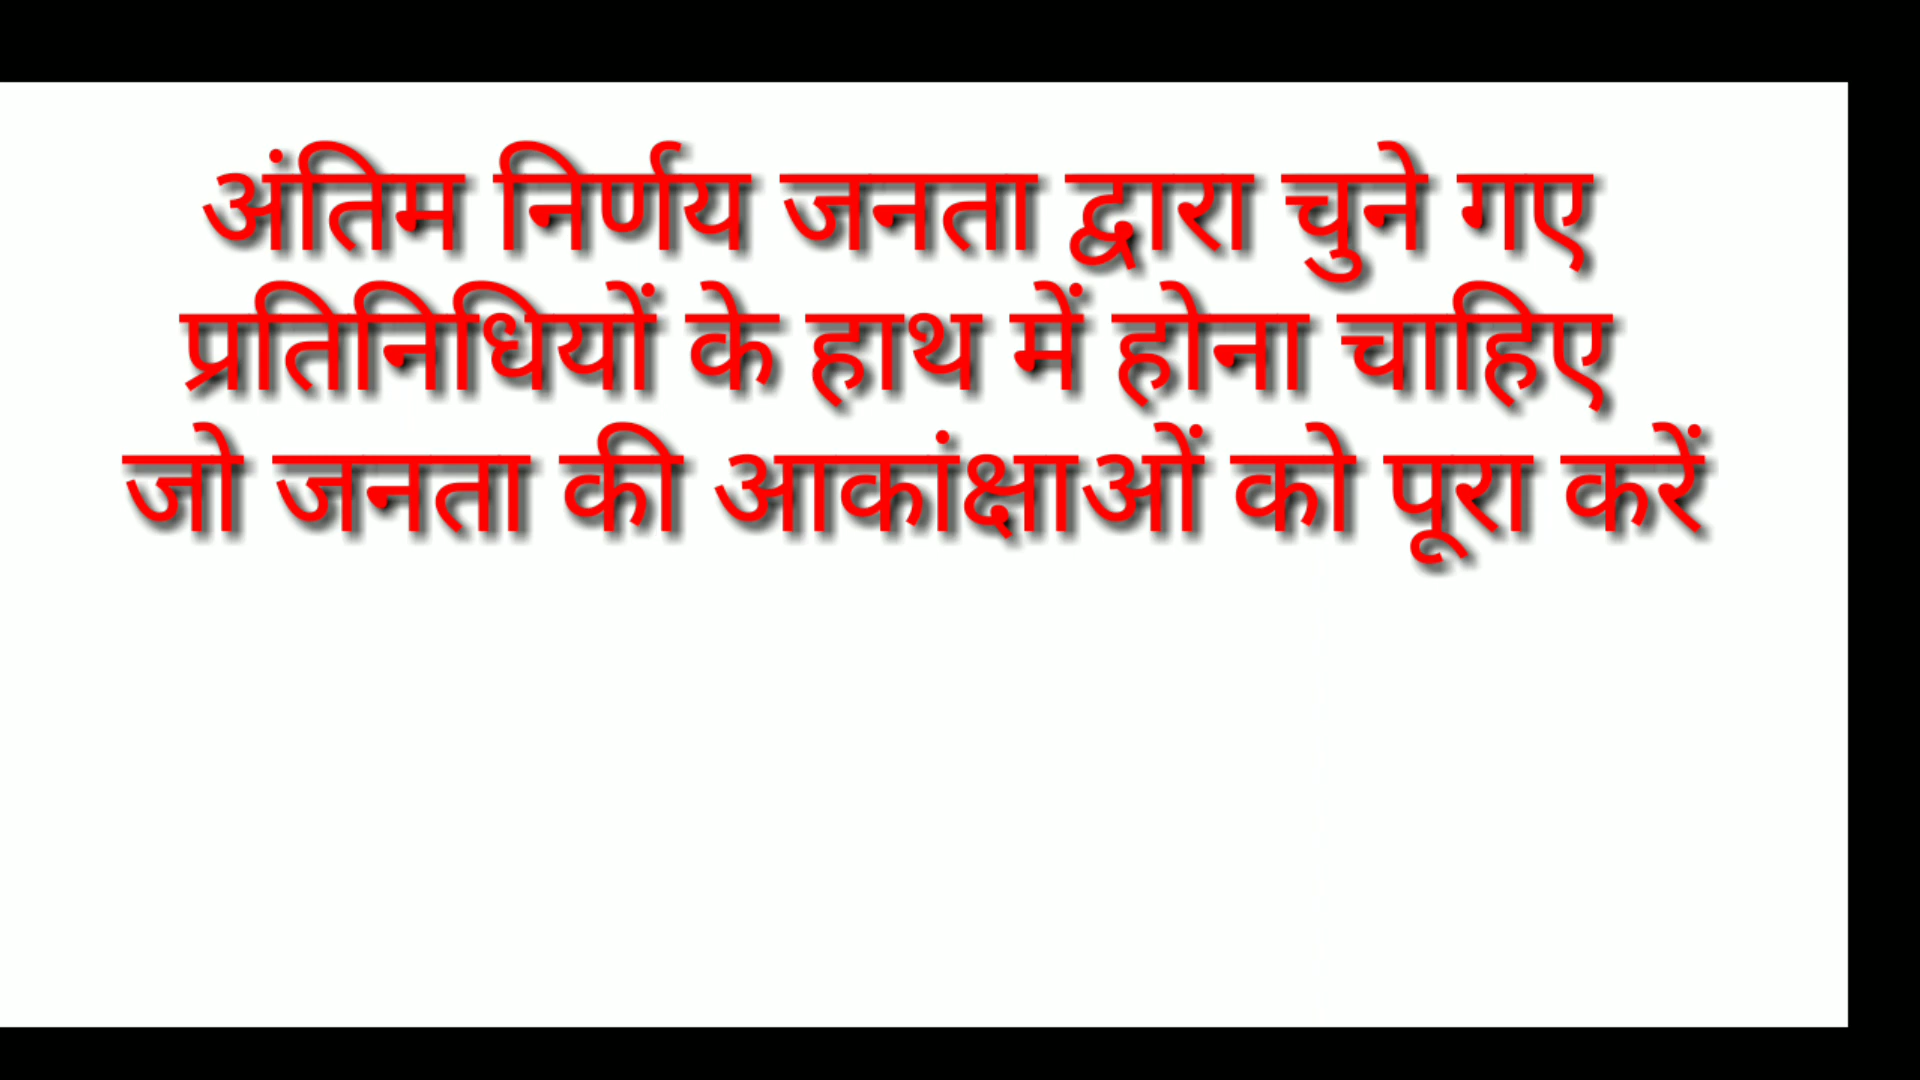 अंतिम निर्णय जनता द्वारा चुने गए
प्रतिनिधियों के हाथ में होना चाहिए
जो जनता की आकांक्षाओं को पूरा करें